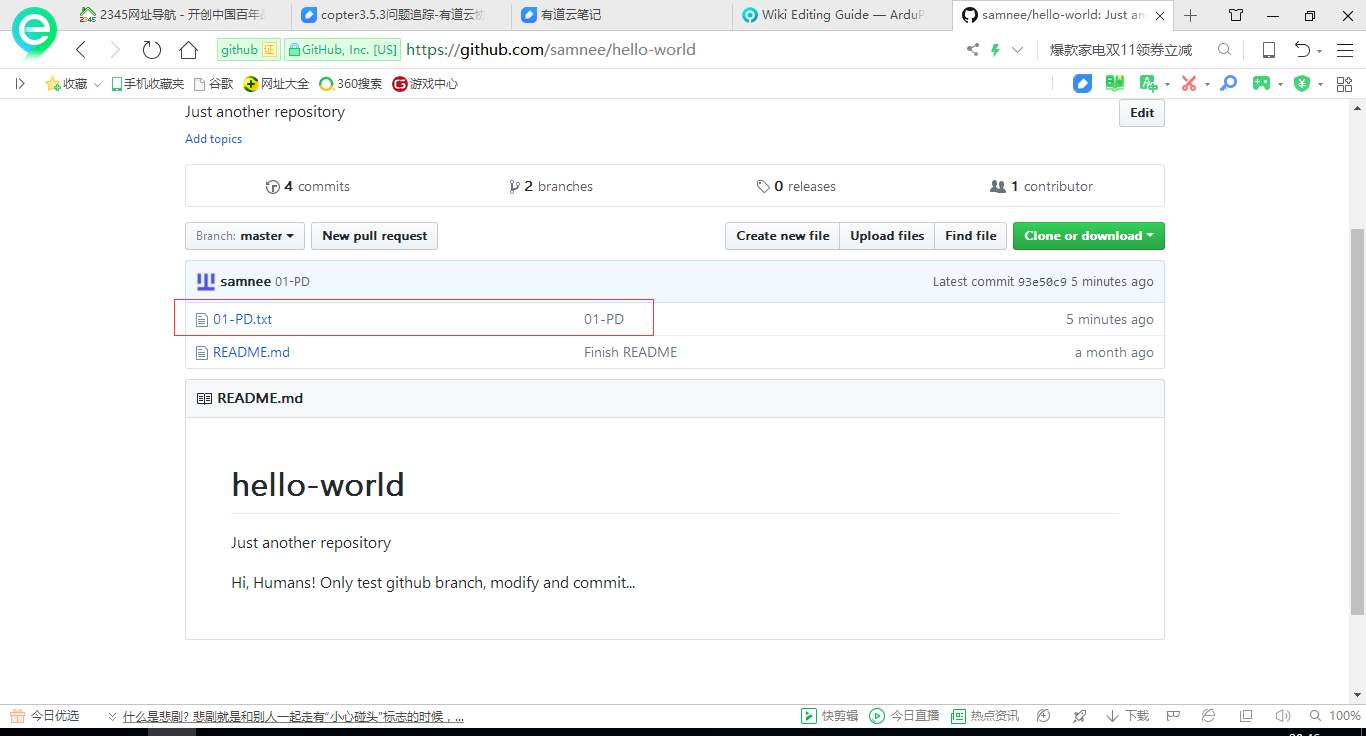 2345网址导航 - 开创中国百年品
copter3.5.3问题追踪-有道云协
有道云笔记
Wiki Editing Guide — ArduP
samnee/hello-world: Just an
github 证
GitHub, Inc. [US]
https://github.com/samnee/hello-world
爆款家电双11领券立减
收藏
手机收藏夹
谷歌
网址大全
360搜索
游戏中心
Just another repository
Edit
Add topics
4 commits
2 branches
0 releases
1 contributor
Branch: master
New pull request
Create new file
Upload files
Find file
Clone or download
samnee 01-PD
Latest commit 93e50c9 5 minutes ago
01-PD.txt
01-PD
5 minutes ago
README.md
Finish README
a month ago
README.md
hello-world
Just another repository
Hi, Humans! Only test github branch, modify and commit...
今日优选
什么是悲剧? 悲剧就是和别人一起走有“小心碰头”标志的时候，...
快剪辑
今日直播
热点资讯
下载
100%